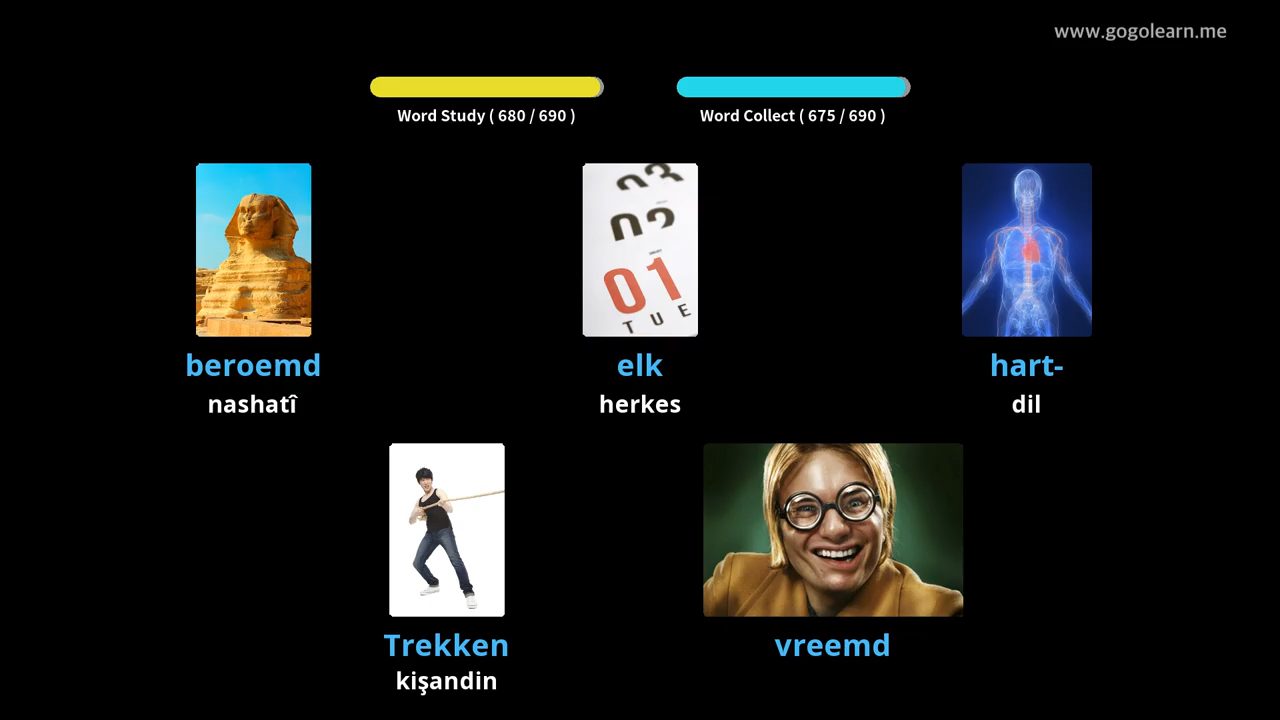 www.gogolearn.me
Word Study ( 680 / 690 )
Word Collect ( 675 / 690 )
01
TUE
beroemd
elk
hart-
nashatî
herkes
dil
Trekken
vreemd
kişandin